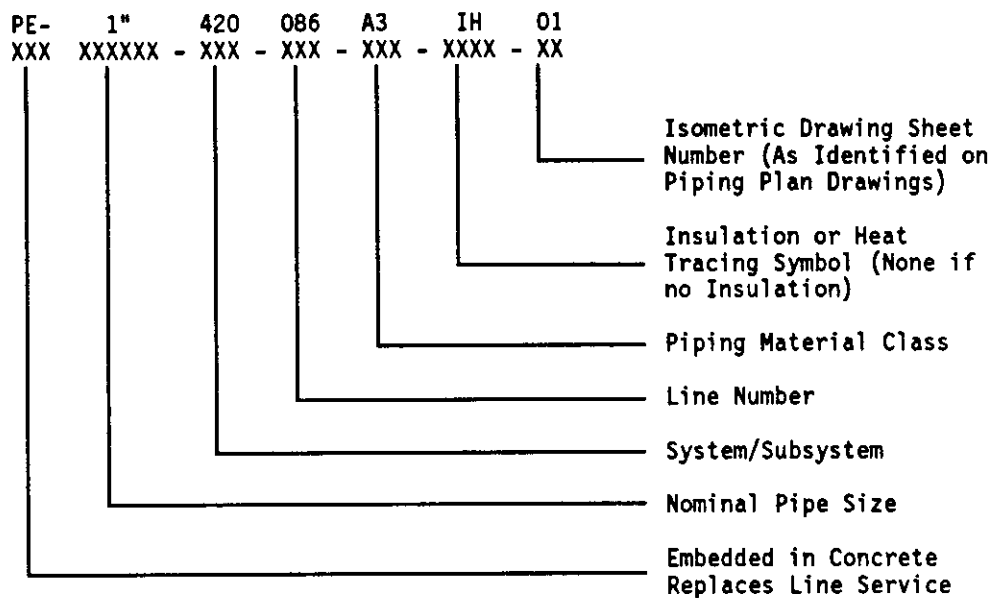 PE- 1" 420 086 A3 IH 01
XXX XXXXXX - XXX - XXX - XXX - XXXX - XX
Isometric Drawing Sheet
Number (As Identified on
Piping Plan Drawings)
Insulation or Heat
Tracing Symbol (None if
no Insulation)
Piping Material Class
Line Number
System/Subsystem
Nominal Pipe Size
Embedded in Concrete
Replaces Line Service